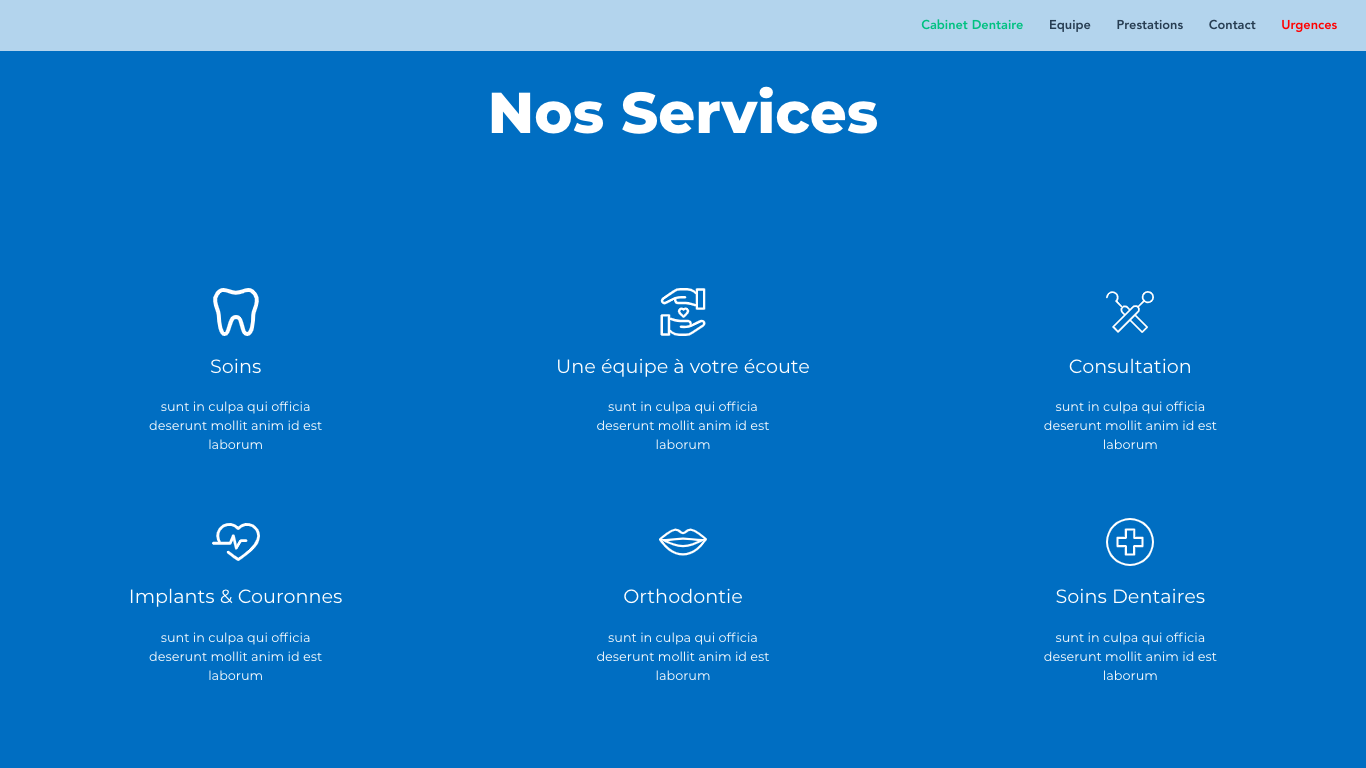 Cabinet Dentaire Equipe Prestations Contact Urgences
Nos Services
Soins
sunt in culpa qui officia
deserunt mollit anim id est
laborum
Une équipe à votre écoute
sunt in culpa qui officia
deserunt mollit anim id est
laborum
Consultation
sunt in culpa qui officia
deserunt mollit anim id est
laborum
Implants & Couronnes
sunt in culpa qui officia
deserunt mollit anim id est
laborum
Orthodontie
sunt in culpa qui officia
deserunt mollit anim id est
laborum
Soins Dentaires
sunt in culpa qui officia
deserunt mollit anim id est
laborum